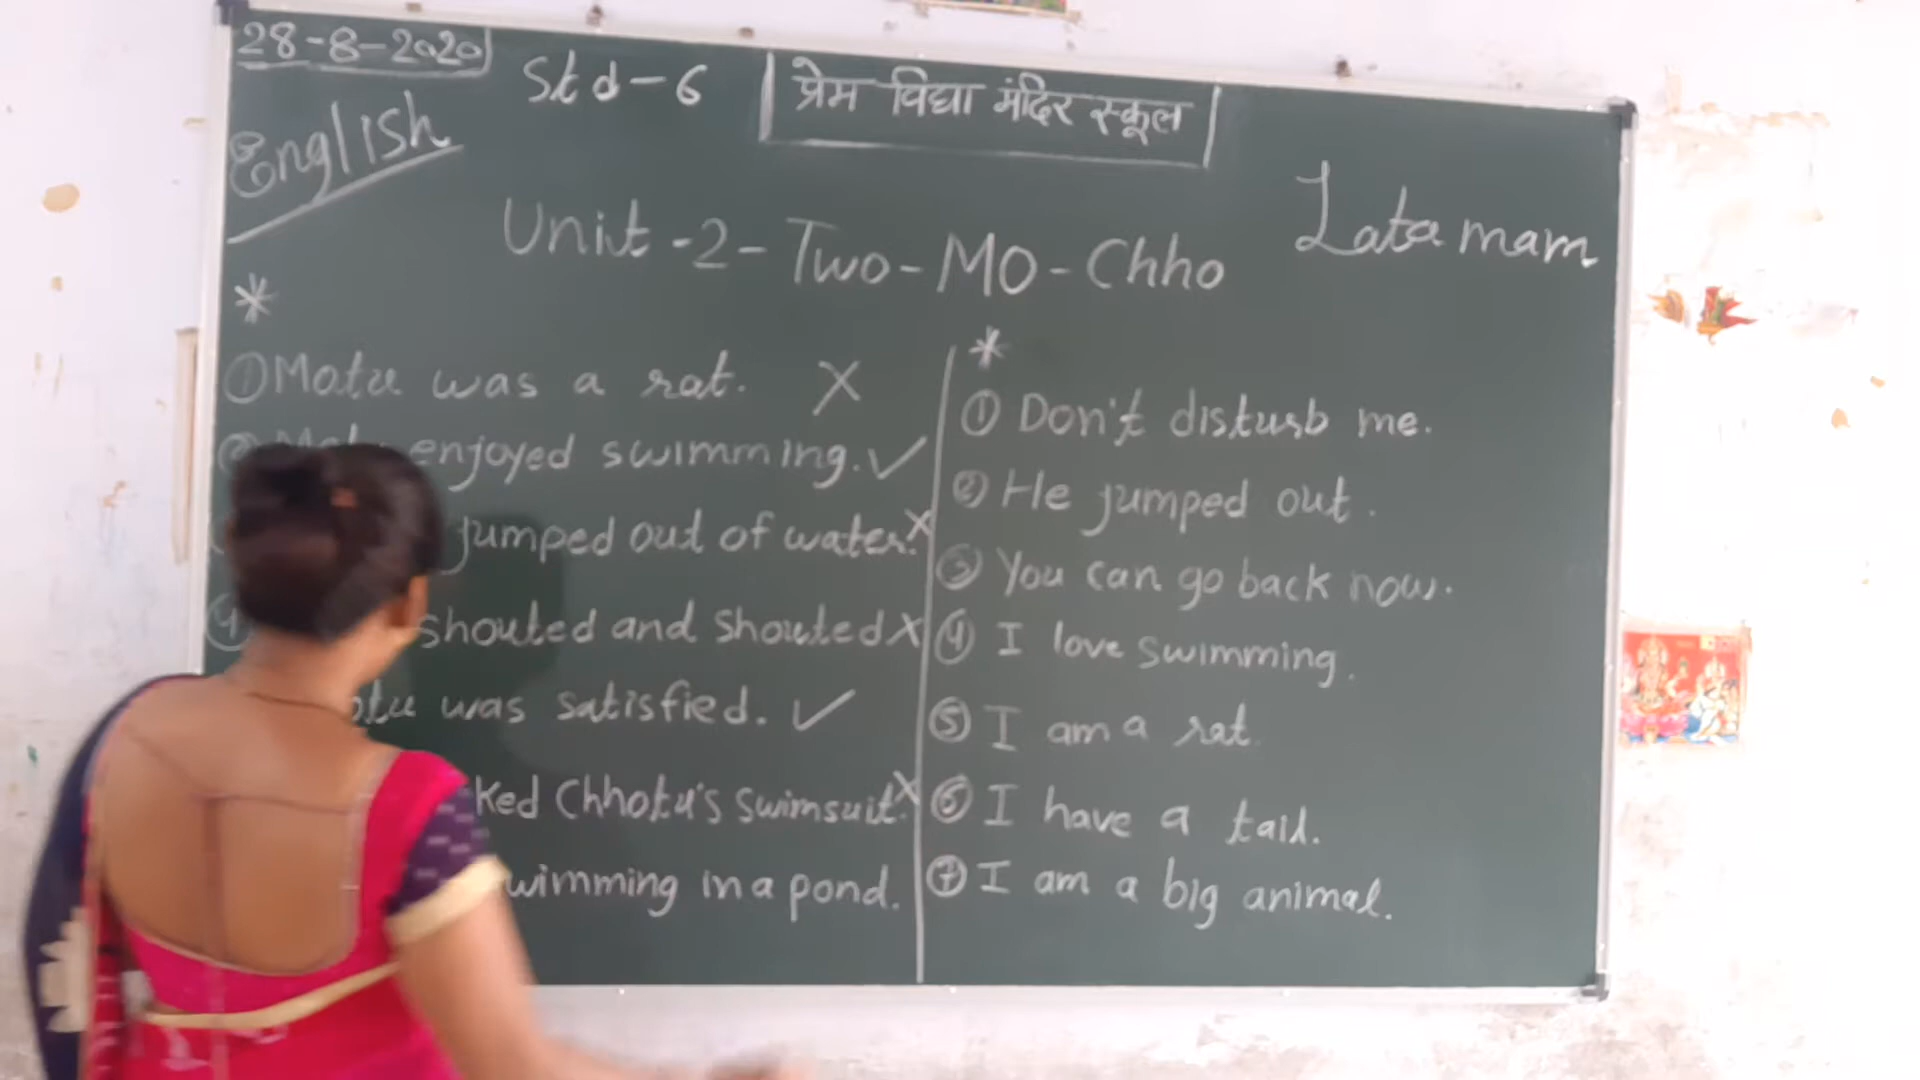 28-8-2020
Std-6
प्रेम विद्या मंदिर स्कूल
English
Lata mam
Unit-2-Two-MO-Chho
*
① Motu was a rat. X
② Motu enjoyed swimming. ✓
jumped out of water. X
④ shouted and shouted X
was satisfied. ✓
Chhotu's swimsuit. X
in a pond.
*
① Don't disturb me.
② He jumped out.
③ You can go back now.
④ I love swimming.
⑤ I am a rat.
⑥ I have a tail.
⑦ I am a big animal.